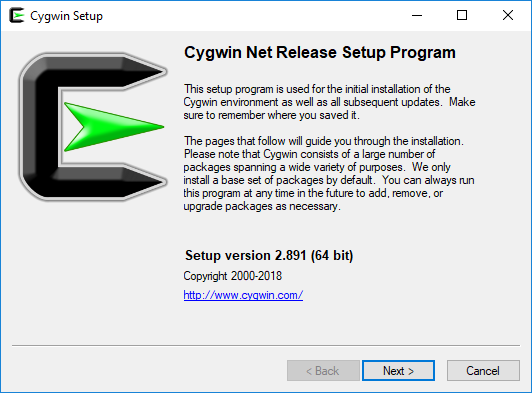 Cygwin Setup
Cygwin Net Release Setup Program
This setup program is used for the initial installation of the
Cygwin environment as well as all subsequent updates.  Make
sure to remember where you saved it.
The pages that follow will guide you through the installation.
Please note that Cygwin consists of a large number of
packages spanning a wide variety of purposes.  We only
install a base set of packages by default.  You can always run
this program at any time in the future to add, remove, or
upgrade packages as necessary.
Setup version 2.891 (64 bit)
Copyright 2000-2018
http://www.cygwin.com/
< Back
Next >
Cancel